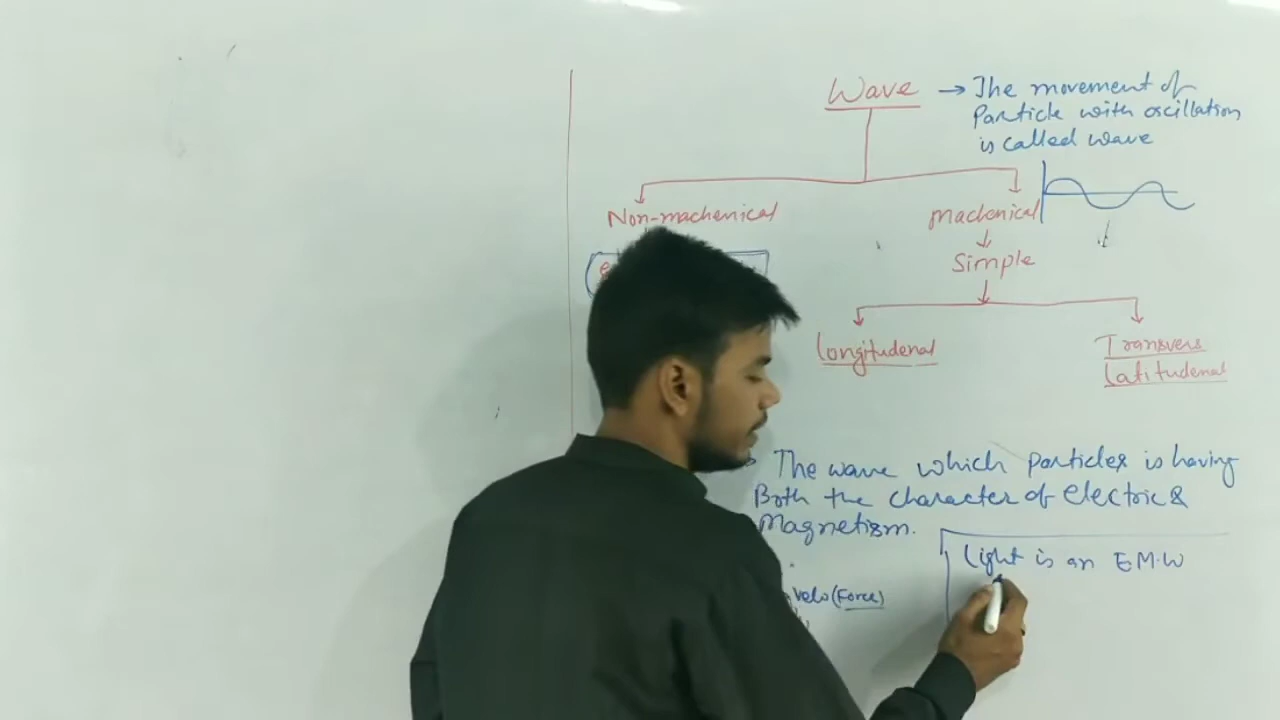 Wave → The movement of
Particle with oscillation
is called wave
Non-machenical
machenical
Simple
Longitudenal
Transvers
Latitudenal
The wave which particles is having
Both the character of electric &
Magnetism.
Light is an E.M.W
velo (Force)